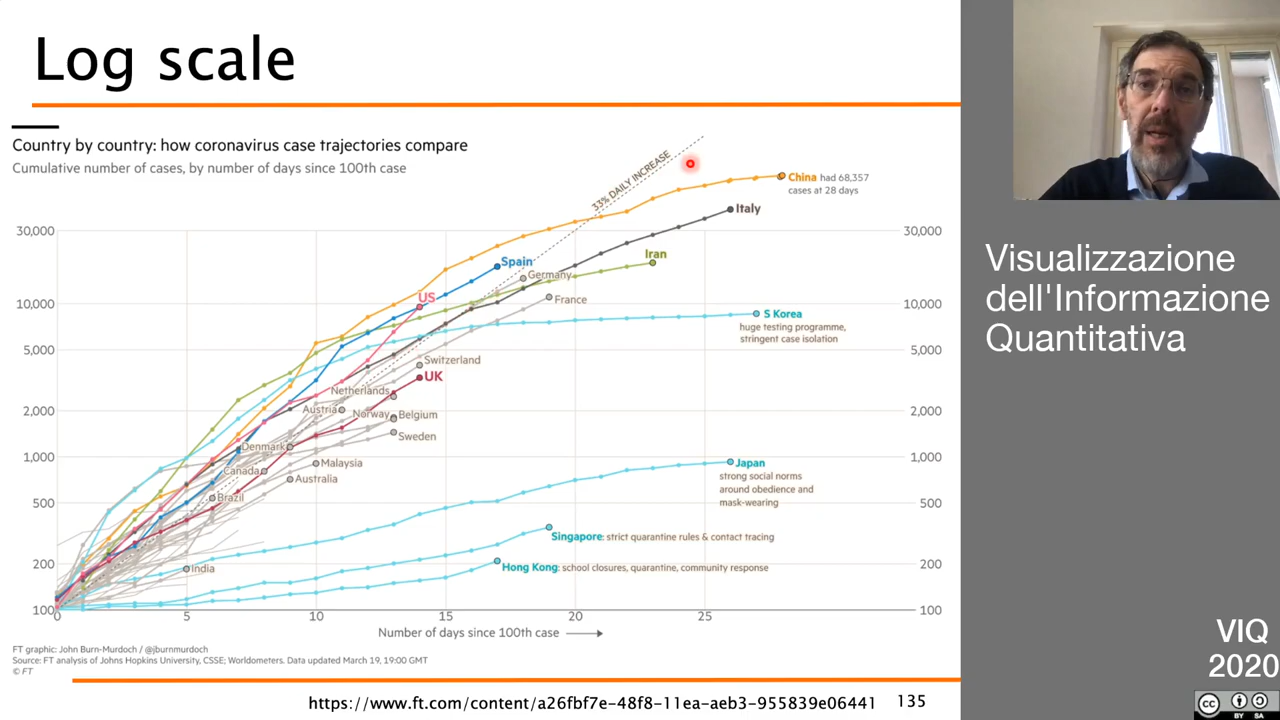 Log scale
Country by country: how coronavirus case trajectories compare
Cumulative number of cases, by number of days since 100th case
33% DAILY INCREASE
China had 68,357
cases at 28 days
Italy
30,000
30,000
Iran
Spain
Germany
US
France
10,000
10,000
S Korea
huge testing programme,
stringent case isolation
5,000
5,000
Switzerland
UK
Netherlands
2,000
Austria
Norway
Belgium
2,000
Sweden
Denmark
1,000
1,000
Canada
Malaysia
Japan
strong social norms
around obedience and
mask-wearing
Australia
500
Brazil
500
Singapore: strict quarantine rules & contact tracing
200
India
Hong Kong: school closures, quarantine, community response
200
100
100
0
5
10
15
20
25
Number of days since 100th case
FT graphic: John Burn-Murdoch / @jburnmurdoch
Source: FT analysis of Johns Hopkins University, CSSE; Worldometers. Data updated March 19, 19:00 GMT
© FT
https://www.ft.com/content/a26fbf7e-48f8-11ea-aeb3-955839e06441
135
Visualizzazione
dell'Informazione
Quantitativa
VIQ
2020
cc
BY
SA